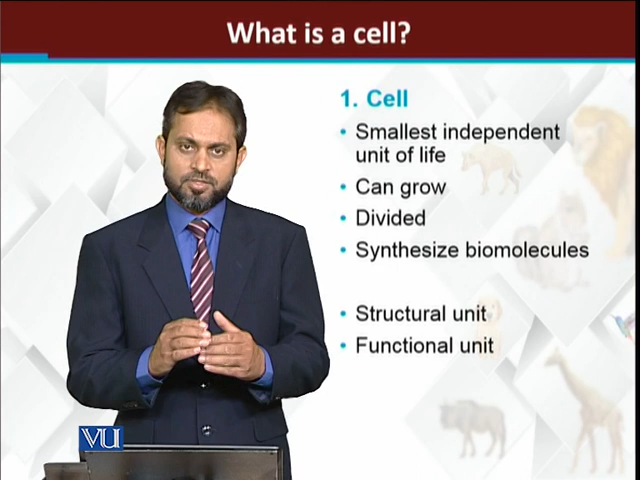 What is a cell?
1. Cell
• Smallest independent
unit of life
• Can grow
• Divided
• Synthesize biomolecules
• Structural unit
• Functional unit
VU